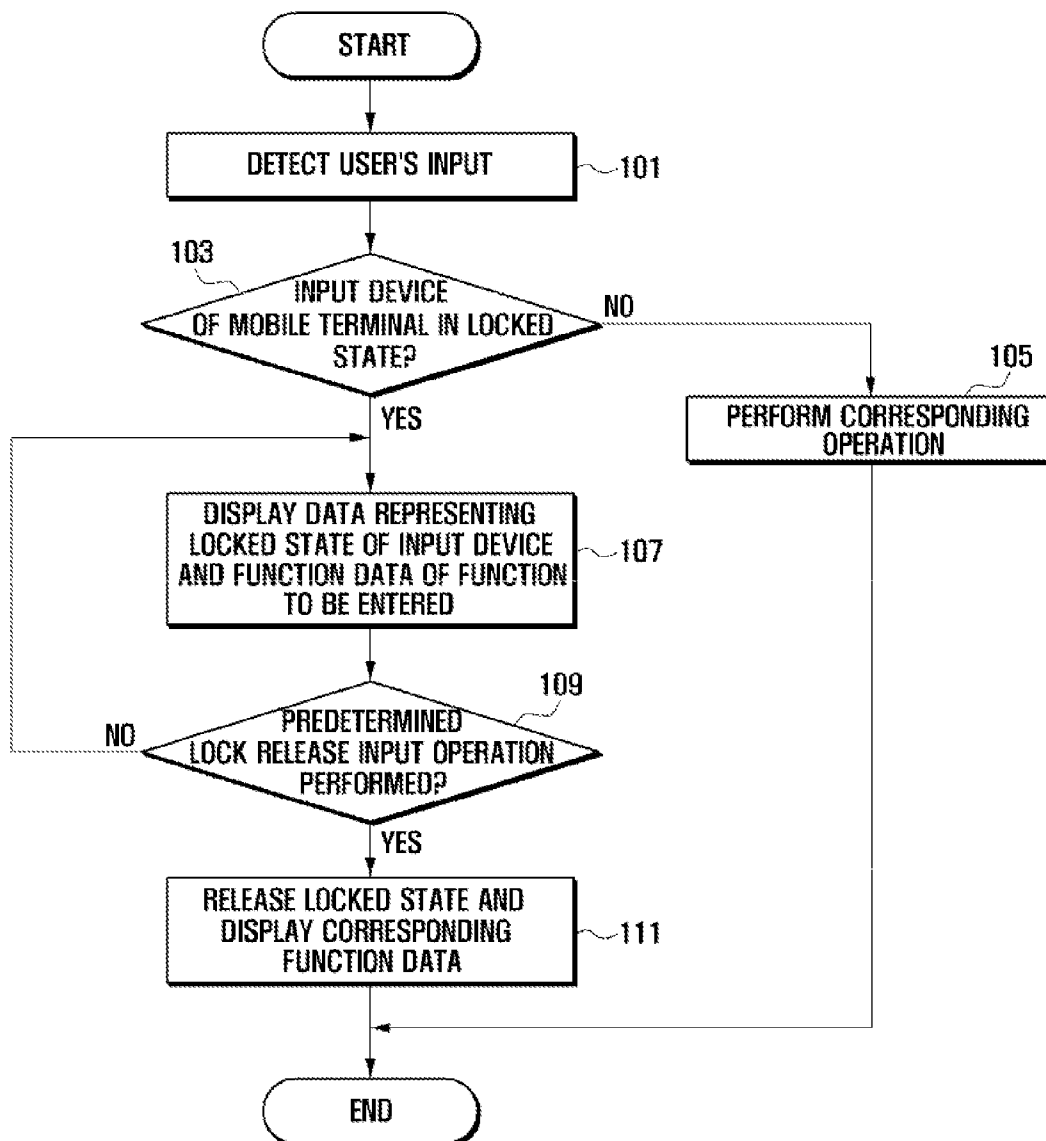 START
DETECT USER'S INPUT
101
103
INPUT DEVICE
OF MOBILE TERMINAL IN LOCKED
STATE?
NO
YES
105
PERFORM CORRESPONDING
OPERATION
DISPLAY DATA REPRESENTING
LOCKED STATE OF INPUT DEVICE
AND FUNCTION DATA OF FUNCTION
TO BE ENTERED
107
109
PREDETERMINED
LOCK RELEASE INPUT OPERATION
PERFORMED?
NO
YES
RELEASE LOCKED STATE AND
DISPLAY CORRESPONDING
FUNCTION DATA
111
END